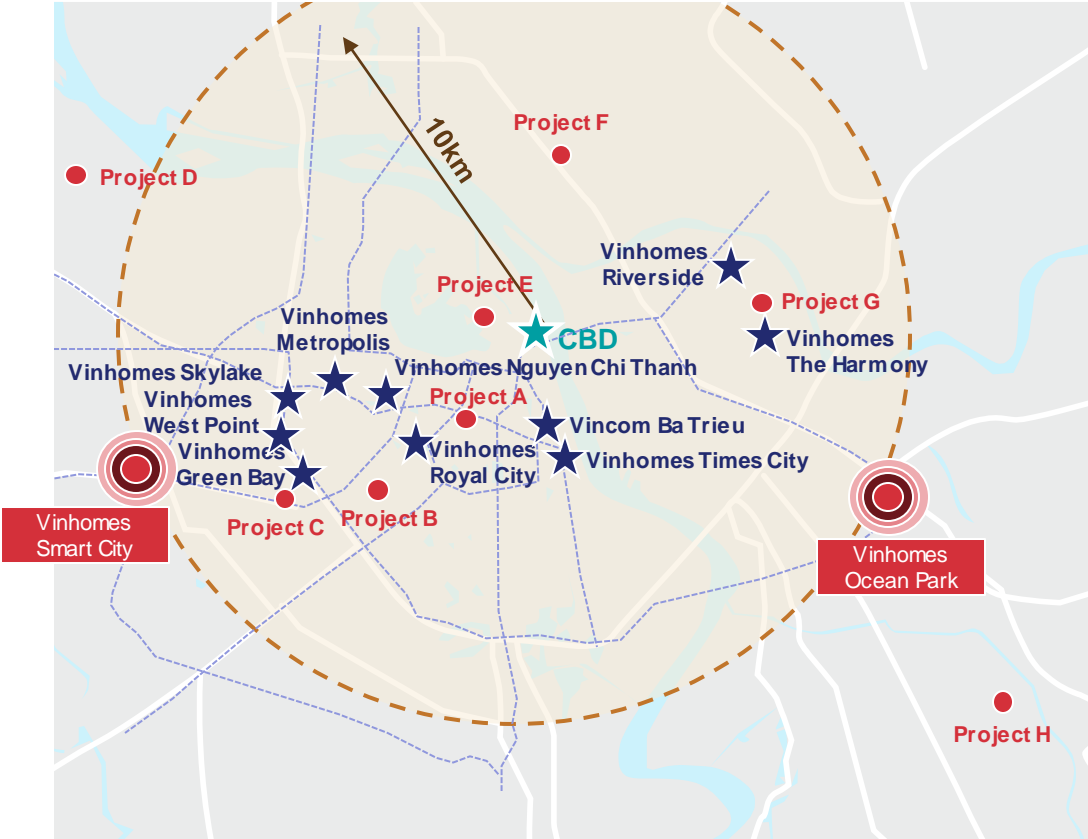 10km
Project F
Project D
Vinhomes
Riverside
Project E
Project G
Vinhomes
Metropolis
CBD
Vinhomes
The Harmony
Vinhomes Skylake
Vinhomes Nguyen Chi Thanh
Vinhomes
West Point
Project A
Vincom Ba Trieu
Vinhomes
Green Bay
Vinhomes
Royal City
Vinhomes Times City
Project C
Project B
Vinhomes
Smart City
Vinhomes
Ocean Park
Project H